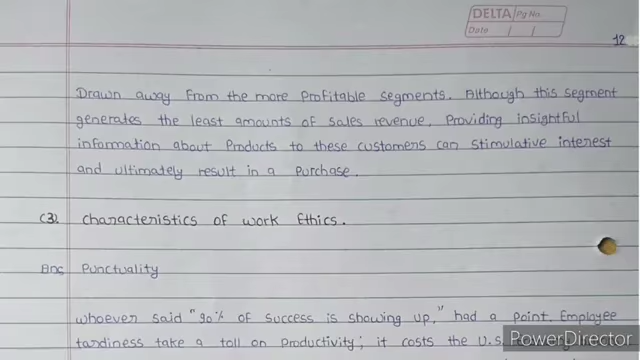 DELTA Pg No.
Date / /
12
Drawn away from the more Profitable segments. Although this segment
generates the least amounts of sales revenue, Providing insightful
information about Products to these customers can stimulative interest
and ultimately result in a purchase.
(3) characteristics of work Ethics.
Punctuality
whoever said "90% of success is showing up," had a point. Employee
tardiness take a toll on Productivity; it costs the U.S.
PowerDirector